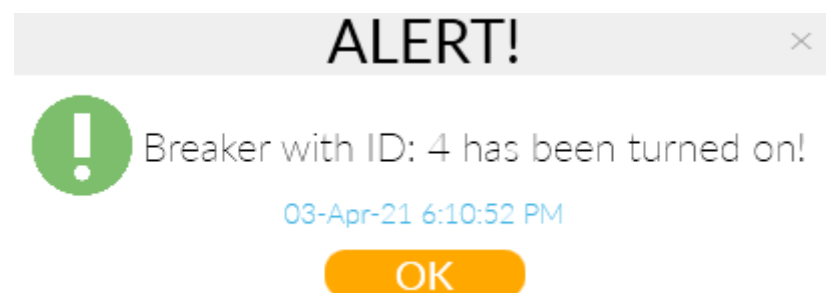 ALERT!
Breaker with ID: 4 has been turned on!
03-Apr-21 6:10:52 PM
OK